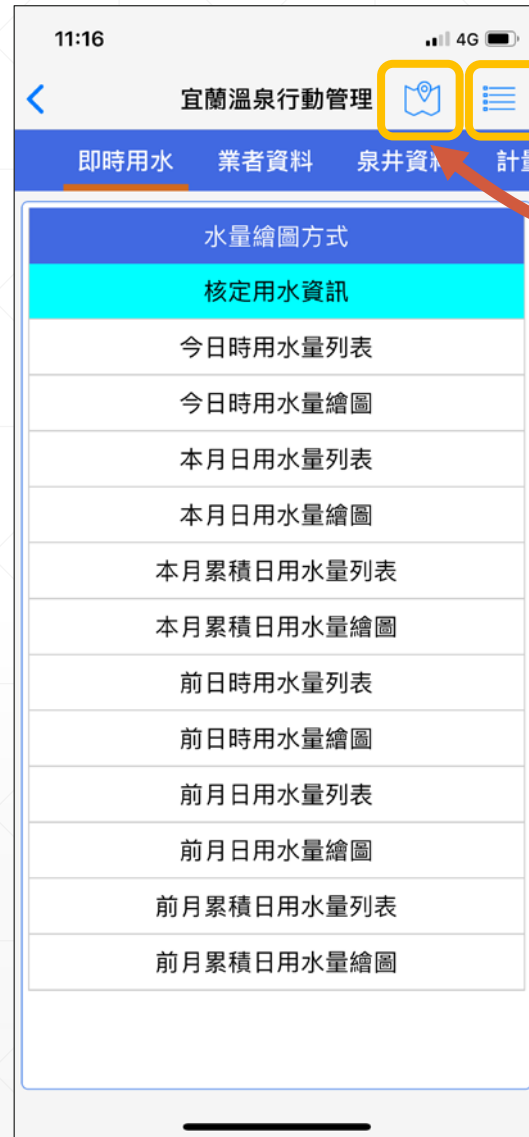 11:16 4G
宜蘭溫泉行動管理
即時用水 業者資料 泉井資料 計量
水量繪圖方式
核定用水資訊
今日時用水量列表
今日時用水量繪圖
本月日用水量列表
本月日用水量繪圖
本月累積日用水量列表
本月累積日用水量繪圖
前日時用水量列表
前日時用水量繪圖
前月日用水量列表
前月日用水量繪圖
前月累積日用水量列表
前月累積日用水量繪圖